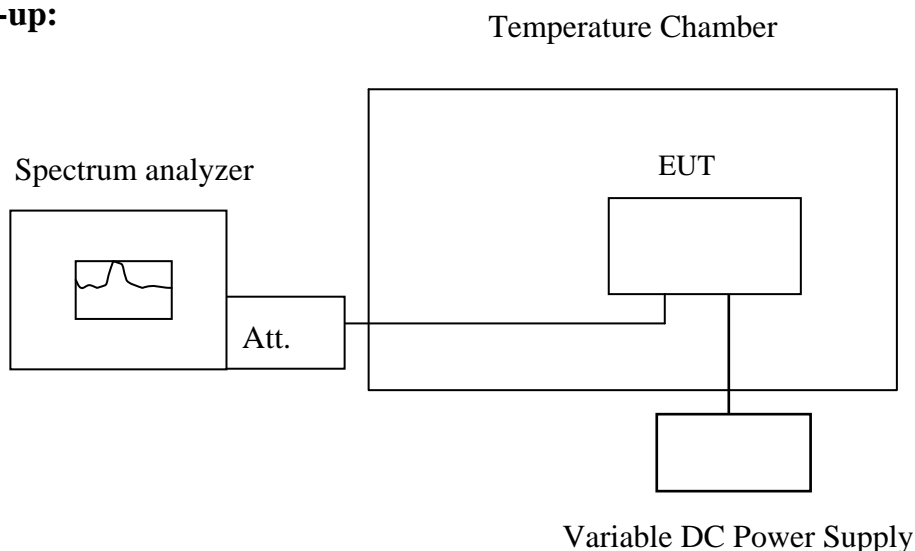 -up:
Temperature Chamber
Spectrum analyzer
EUT
Att.
Variable DC Power Supply